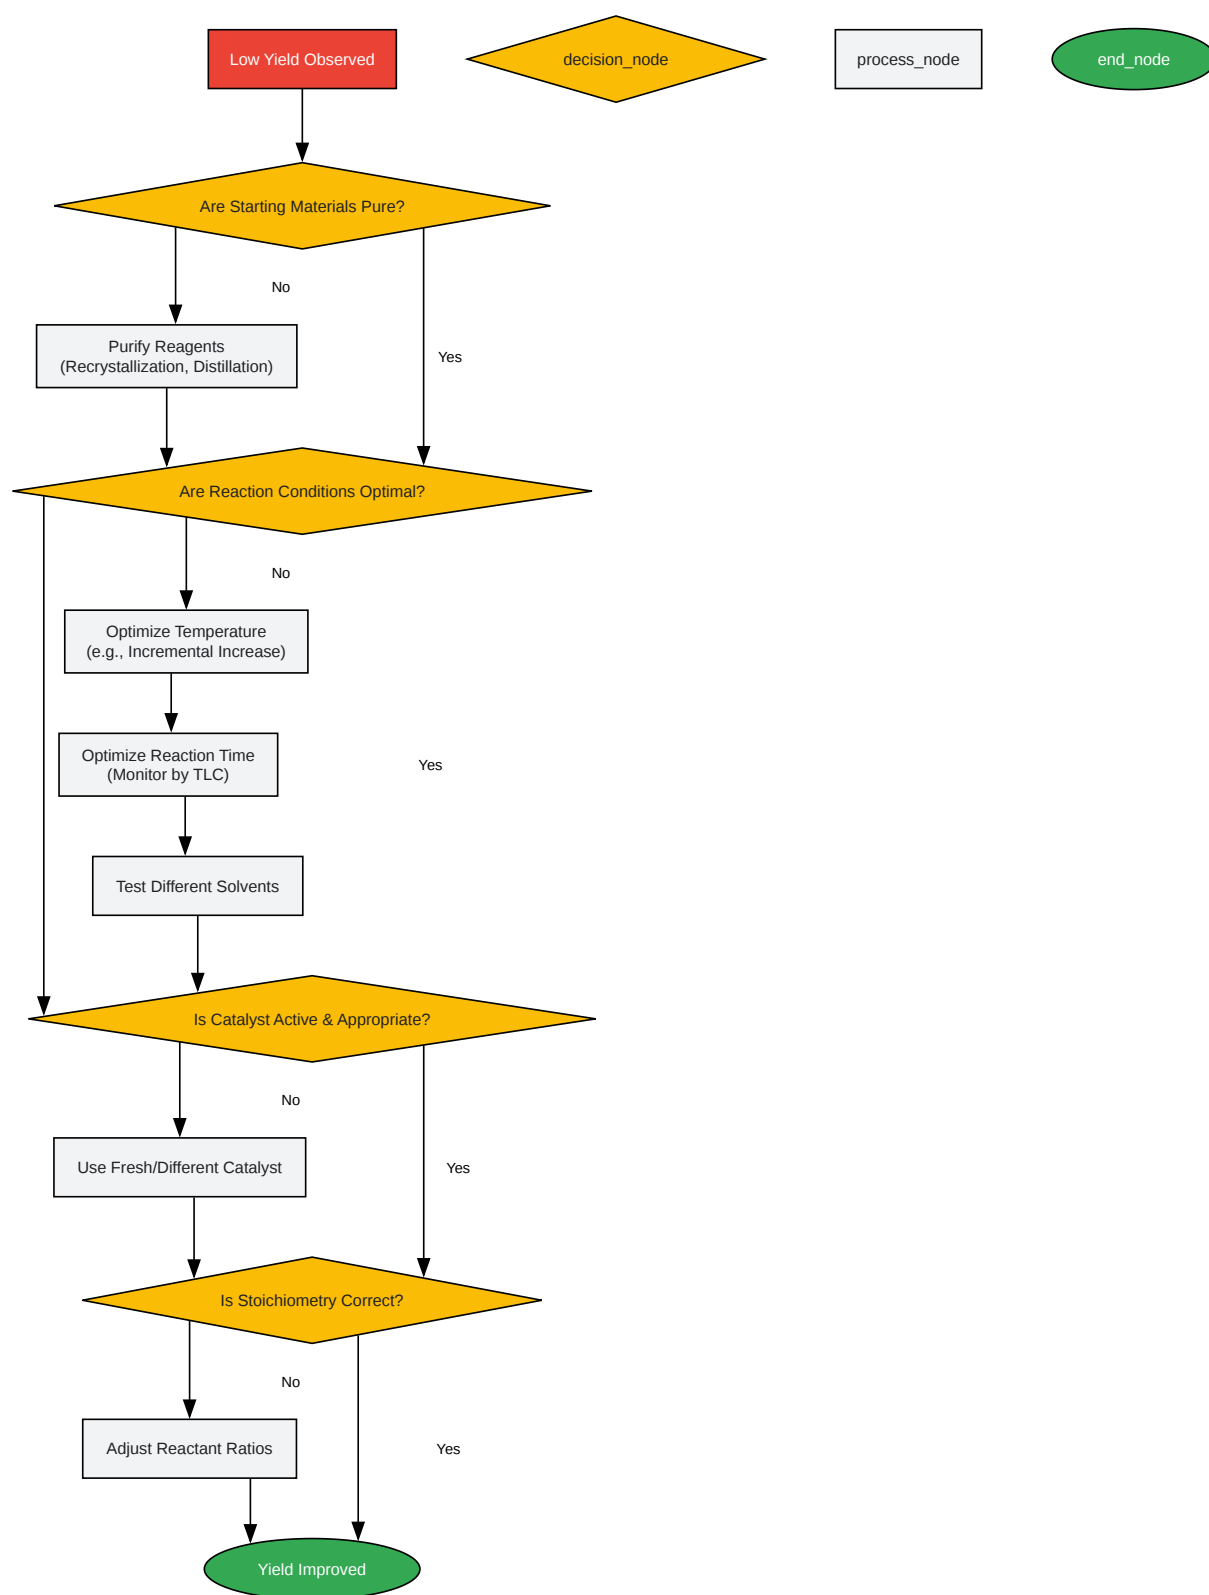 Low Yield Observed
decision_node
process_node
end_node
Are Starting Materials Pure?
No
Purify Reagents
(Recrystallization, Distillation)
Yes
Are Reaction Conditions Optimal?
No
Optimize Temperature
(e.g., Incremental Increase)
Optimize Reaction Time
(Monitor by TLC)
Yes
Test Different Solvents
Is Catalyst Active & Appropriate?
No
Use Fresh/Different Catalyst
Yes
Is Stoichiometry Correct?
No
Adjust Reactant Ratios
Yes
Yield Improved